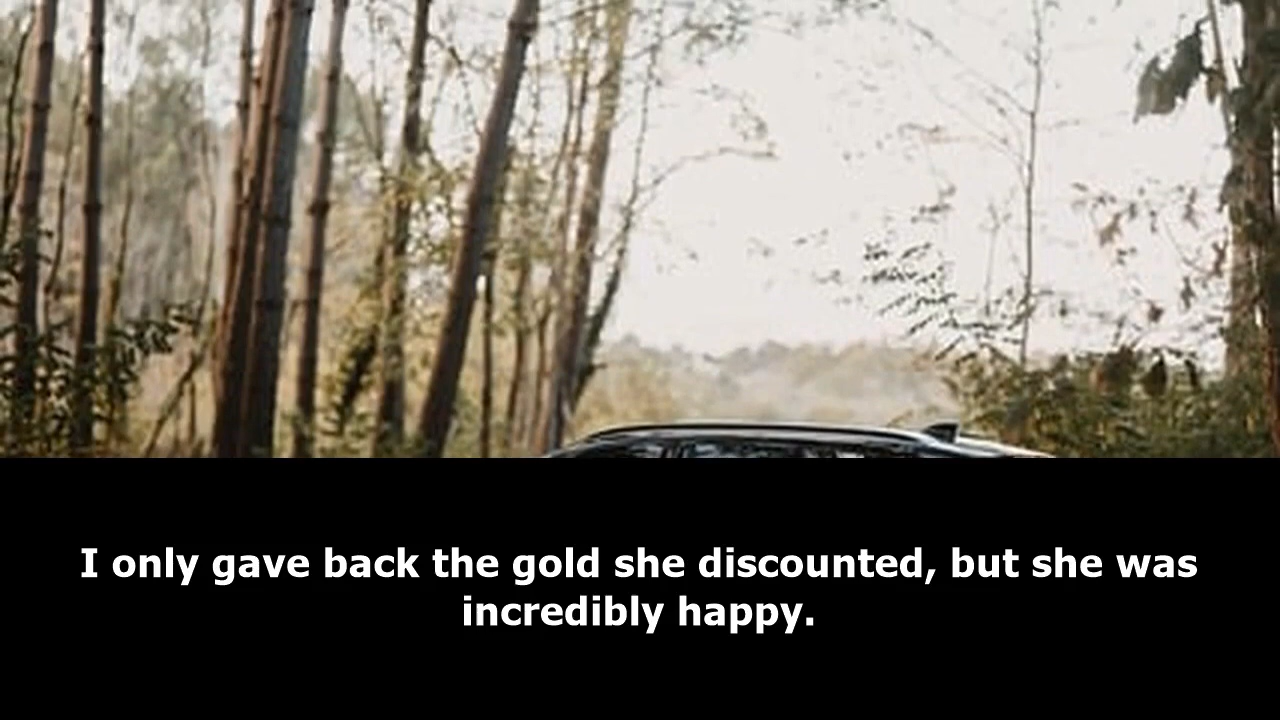 I only gave back the gold she discounted, but she was
incredibly happy.